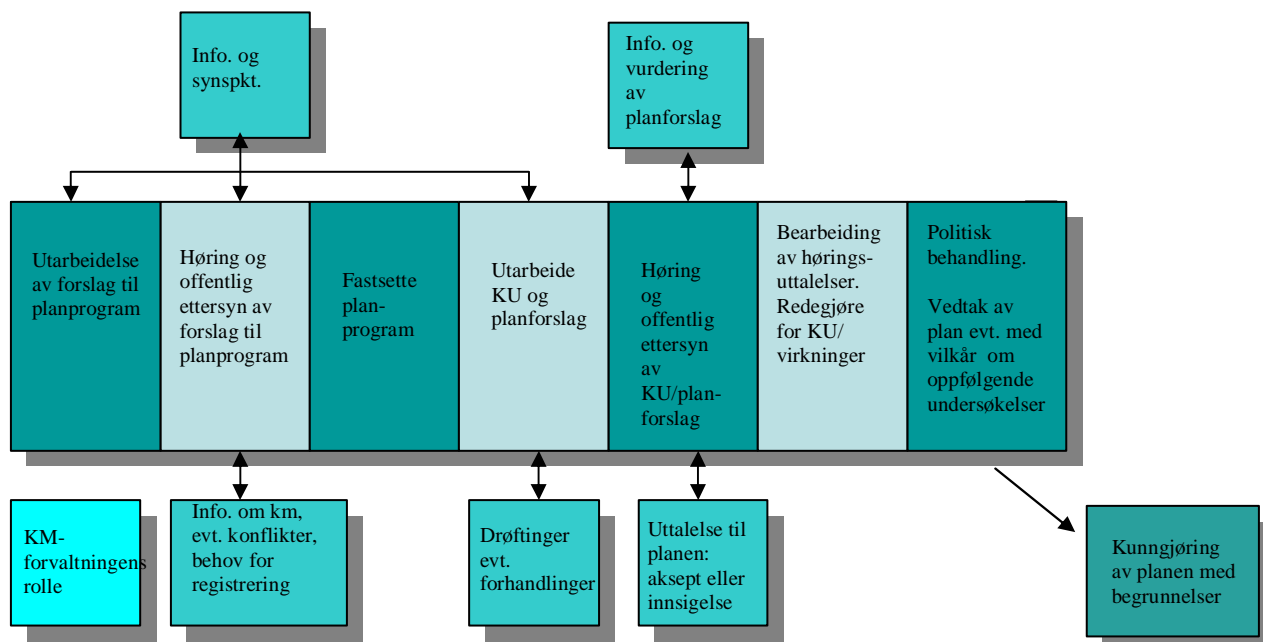 Info. og
synspkt.
Info. og
vurdering
av
planforslag
Utarbeidelse
av forslag til
planprogram
Høring og
offentlig
ettersyn av
forslag til
planprogram
Fastsette
plan-
program
Utarbeide
KU og
planforslag
Høring
og
offentlig
ettersyn
av
KU/plan-
forslag
Bearbeiding
av hørings-
uttalelser.
Redegjøre
for KU/
virkninger
Politisk
behandling.
Vedtak av
plan evt. med
vilkår om
oppfølgende
undersøkelser
KM-
forvaltningens
rolle
Info. om km,
evt. konflikter,
behov for
registrering
Drøftinger
evt.
forhandlinger
Uttalelse til
planen:
aksept eller
innsigelse
Kunngjøring
av planen med
begrunnelser